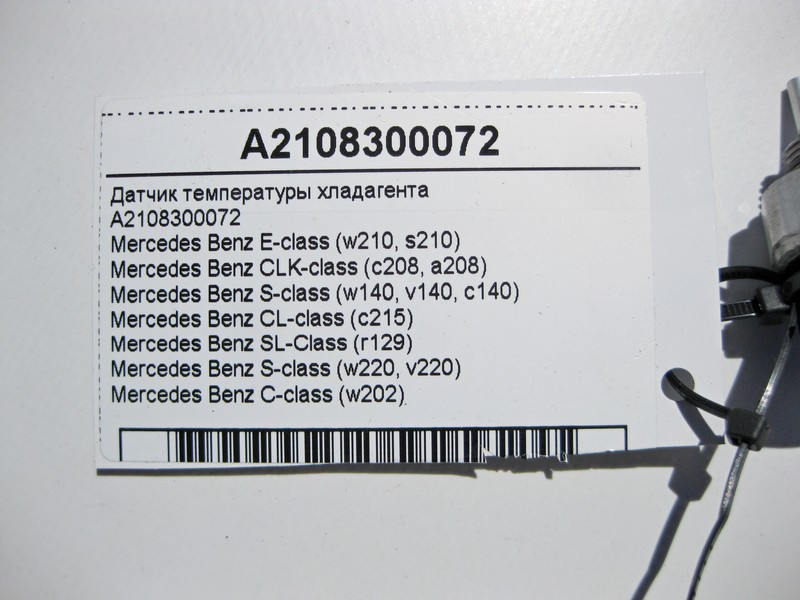 A2108300072
Датчик температуры хладагента
A2108300072
Mercedes Benz E-class (w210, s210)
Mercedes Benz CLK-class (c208, a208)
Mercedes Benz S-class (w140, v140, c140)
Mercedes Benz CL-class (c215)
Mercedes Benz SL-Class (r129)
Mercedes Benz S-class (w220, v220)
Mercedes Benz C-class (w202)